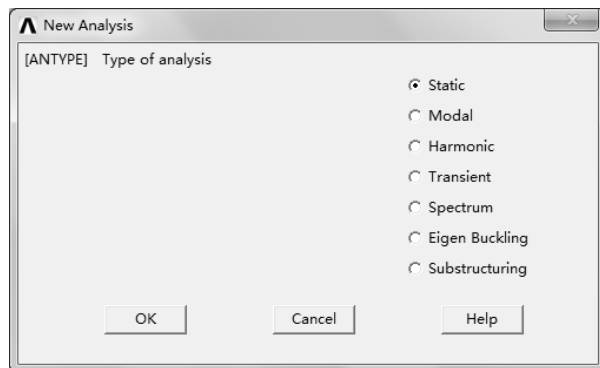 New Analysis
[ANTYPE] Type of analysis
Static
Modal
Harmonic
Transient
Spectrum
Eigen Buckling
Substructuring
OK Cancel Help